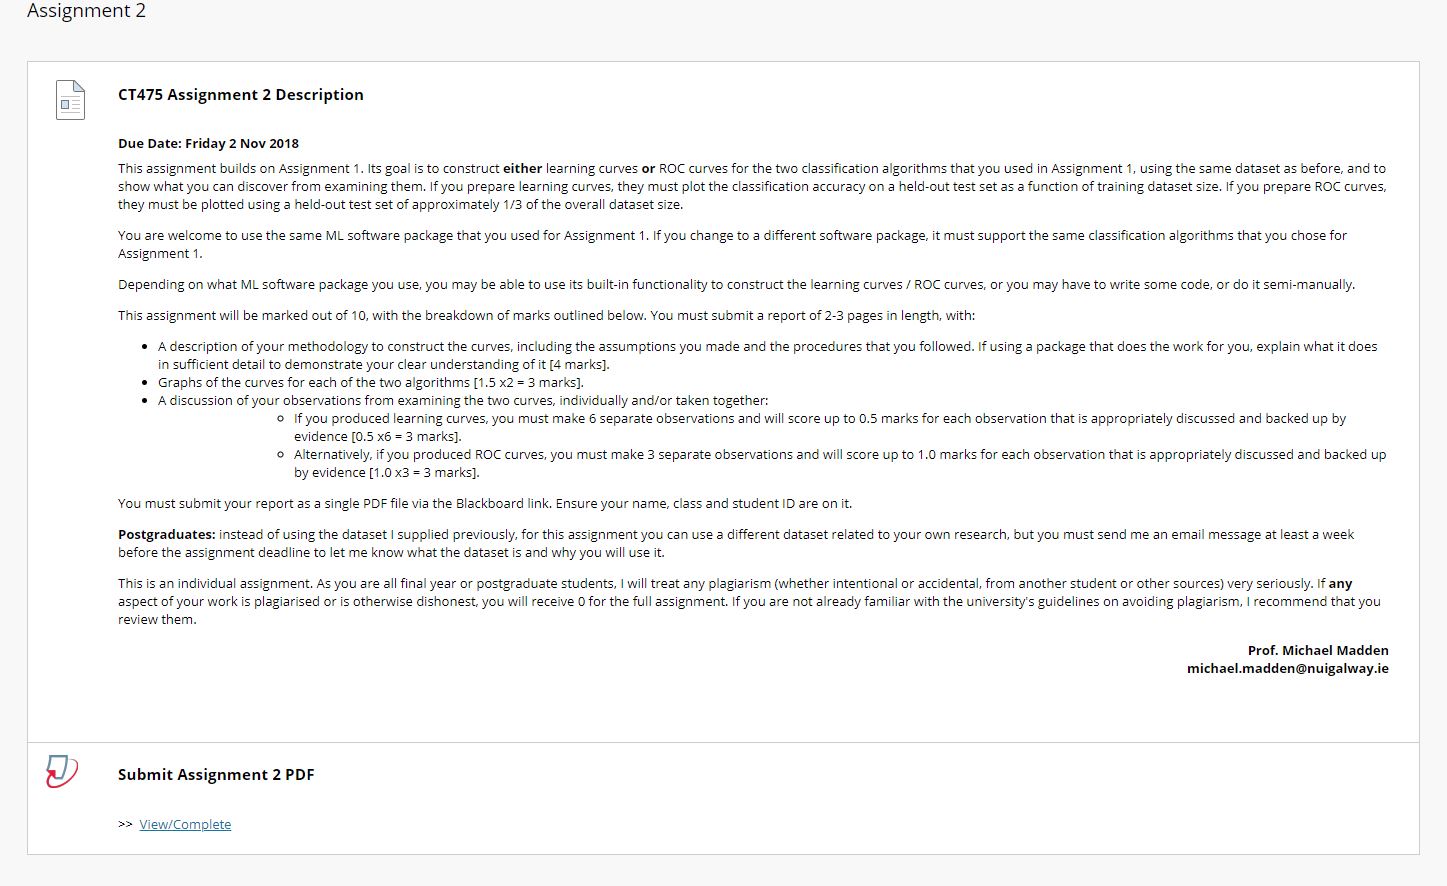 Assignment 2
CT475 Assignment 2 Description
Due Date: Friday 2 Nov 2018
This assignment builds on Assignment 1. Its goal is to construct either learning curves or ROC curves for the two classification algorithms that you used in Assignment 1, using the same dataset as before, and to
show what you can discover from examining them. If you prepare learning curves, they must plot the classification accuracy on a held-out test set as a function of training dataset size. If you prepare ROC curves,
they must be plotted using a held-out test set of approximately 1/3 of the overall dataset size.
You are welcome to use the same ML software package that you used for Assignment 1. If you change to a different software package, it must support the same classification algorithms that you chose for
Assignment 1.
Depending on what ML software package you use, you may be able to use its built-in functionality to construct the learning curves / ROC curves, or you may have to write some code, or do it semi-manually.
This assignment will be marked out of 10, with the breakdown of marks outlined below. You must submit a report of 2-3 pages in length, with:
• A description of your methodology to construct the curves, including the assumptions you made and the procedures that you followed. If using a package that does the work for you, explain what it does
in sufficient detail to demonstrate your clear understanding of it [4 marks].
• Graphs of the curves for each of the two algorithms [1.5 x2 = 3 marks].
• A discussion of your observations from examining the two curves, individually and/or taken together:
◦ If you produced learning curves, you must make 6 separate observations and will score up to 0.5 marks for each observation that is appropriately discussed and backed up by
evidence [0.5 x6 = 3 marks].
◦ Alternatively, if you produced ROC curves, you must make 3 separate observations and will score up to 1.0 marks for each observation that is appropriately discussed and backed up
by evidence [1.0 x3 = 3 marks].
You must submit your report as a single PDF file via the Blackboard link. Ensure your name, class and student ID are on it.
Postgraduates: instead of using the dataset I supplied previously, for this assignment you can use a different dataset related to your own research, but you must send me an email message at least a week
before the assignment deadline to let me know what the dataset is and why you will use it.
This is an individual assignment. As you are all final year or postgraduate students, I will treat any plagiarism (whether intentional or accidental, from another student or other sources) very seriously. If any
aspect of your work is plagiarised or is otherwise dishonest, you will receive 0 for the full assignment. If you are not already familiar with the university's guidelines on avoiding plagiarism, I recommend that you
review them.
Prof. Michael Madden
michael.madden@nuigalway.ie
Submit Assignment 2 PDF
>> View/Complete